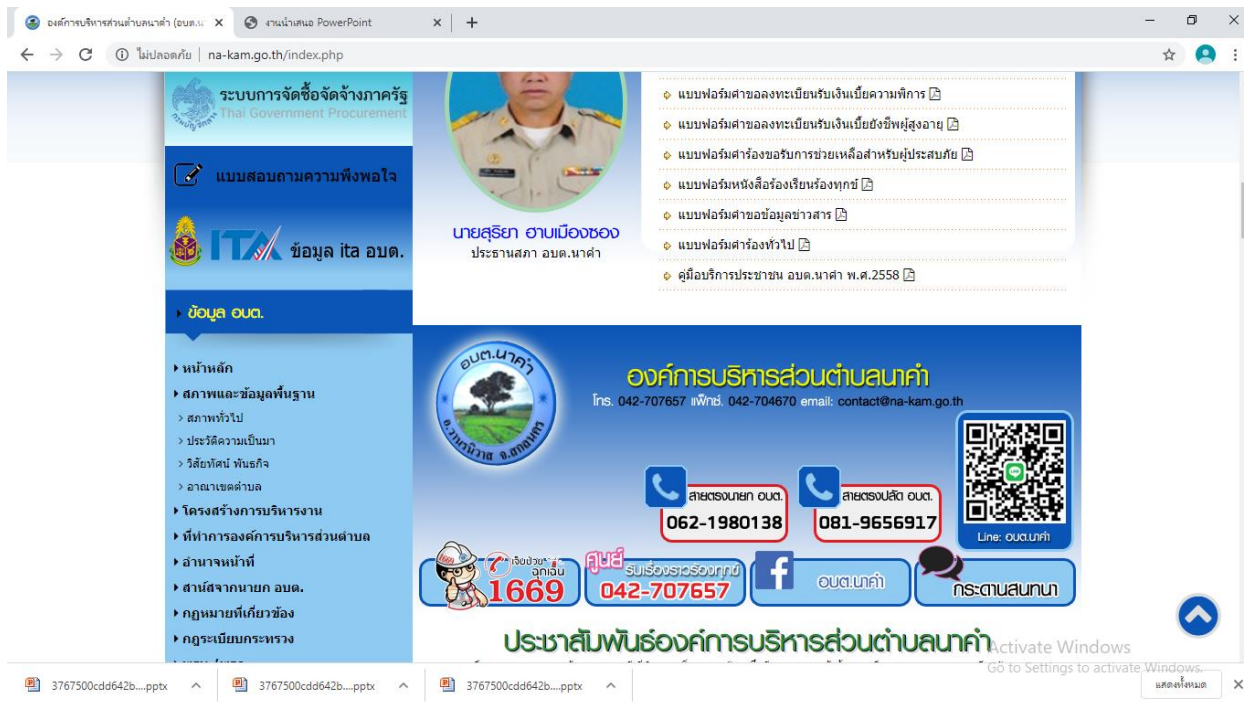 องค์การบริหารส่วนตำบลนาคำ (อบต.น
งานนำเสนอ PowerPoint
ไม่ปลอดภัย | na-kam.go.th/index.php
ระบบการจัดซื้อจัดจ้างภาครัฐ
Thai Government Procurement
แบบสอบถามความพึงพอใจ
ITA ข้อมูล ita อบต.
ข้อมูล อบต.
หน้าหลัก
สภาพและข้อมูลพื้นฐาน
> สภาพทั่วไป
> ประวัติความเป็นมา
> วิสัยทัศน์ พันธกิจ
> อาณาเขตตำบล
โครงสร้างการบริหารงาน
ที่ทำการองค์การบริหารส่วนตำบล
อำนาจหน้าที่
สาน์สจากนายก อบต.
กฎหมายที่เกี่ยวข้อง
กฎระเบียบกระทรวง
นายสุริยา ฮาบเมืองซอง
ประธานสภา อบต.นาคำ
แบบฟอร์มคำขอลงทะเบียนรับเงินเบี้ยความพิการ
แบบฟอร์มคำขอลงทะเบียนรับเงินเบี้ยยังชีพผู้สูงอายุ
แบบฟอร์มคำร้องขอรับการช่วยเหลือสำหรับผู้ประสบภัย
แบบฟอร์มหนังสือร้องเรียนร้องทุกข์
แบบฟอร์มคำขอข้อมูลข่าวสาร
แบบฟอร์มคำร้องทั่วไป
คู่มือบริการประชาชน อบต.นาคำ พ.ศ.2558
อบต.นาคำ
อ.วานรนิวาส จ.สกลนคร
องค์การบริหารส่วนตำบลนาคำ
โทร. 042-707657 แฟ็กซ์. 042-704670 email: contact@na-kam.go.th
สายตรงนายก อบต.
062-1980138
สายตรงปลัด อบต.
081-9656917
Line: อบต.นาคำ
เจ็บป่วยฉุกเฉิน
1669
ศูนย์
รับเรื่องราวร้องทุกข์
042-707657
อบต.นาคำ
กระดานสนทนา
ประชาสัมพันธ์องค์การบริหารส่วนตำบลนาคำ
Activate Windows
Go to Settings to activate Windows.
3767500cdd642b....pptx
3767500cdd642b....pptx
3767500cdd642b....pptx
แสดงทั้งหมด